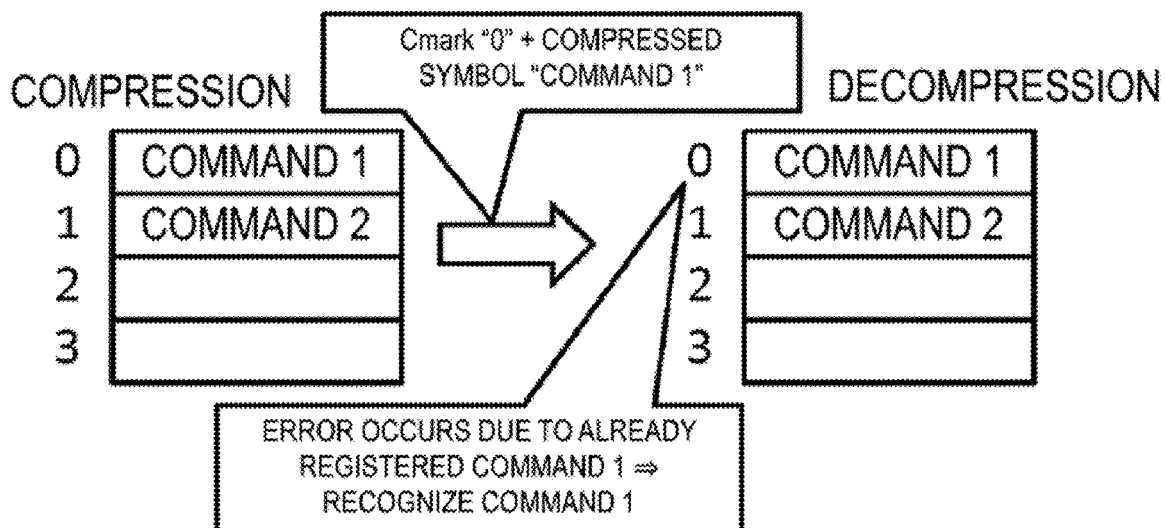 Cmark "0" + COMPRESSED
SYMBOL "COMMAND 1"
COMPRESSION
DECOMPRESSION
0 COMMAND 1
1 COMMAND 2
2
3
0 COMMAND 1
1 COMMAND 2
2
3
ERROR OCCURS DUE TO ALREADY
REGISTERED COMMAND 1 ⇒
RECOGNIZE COMMAND 1